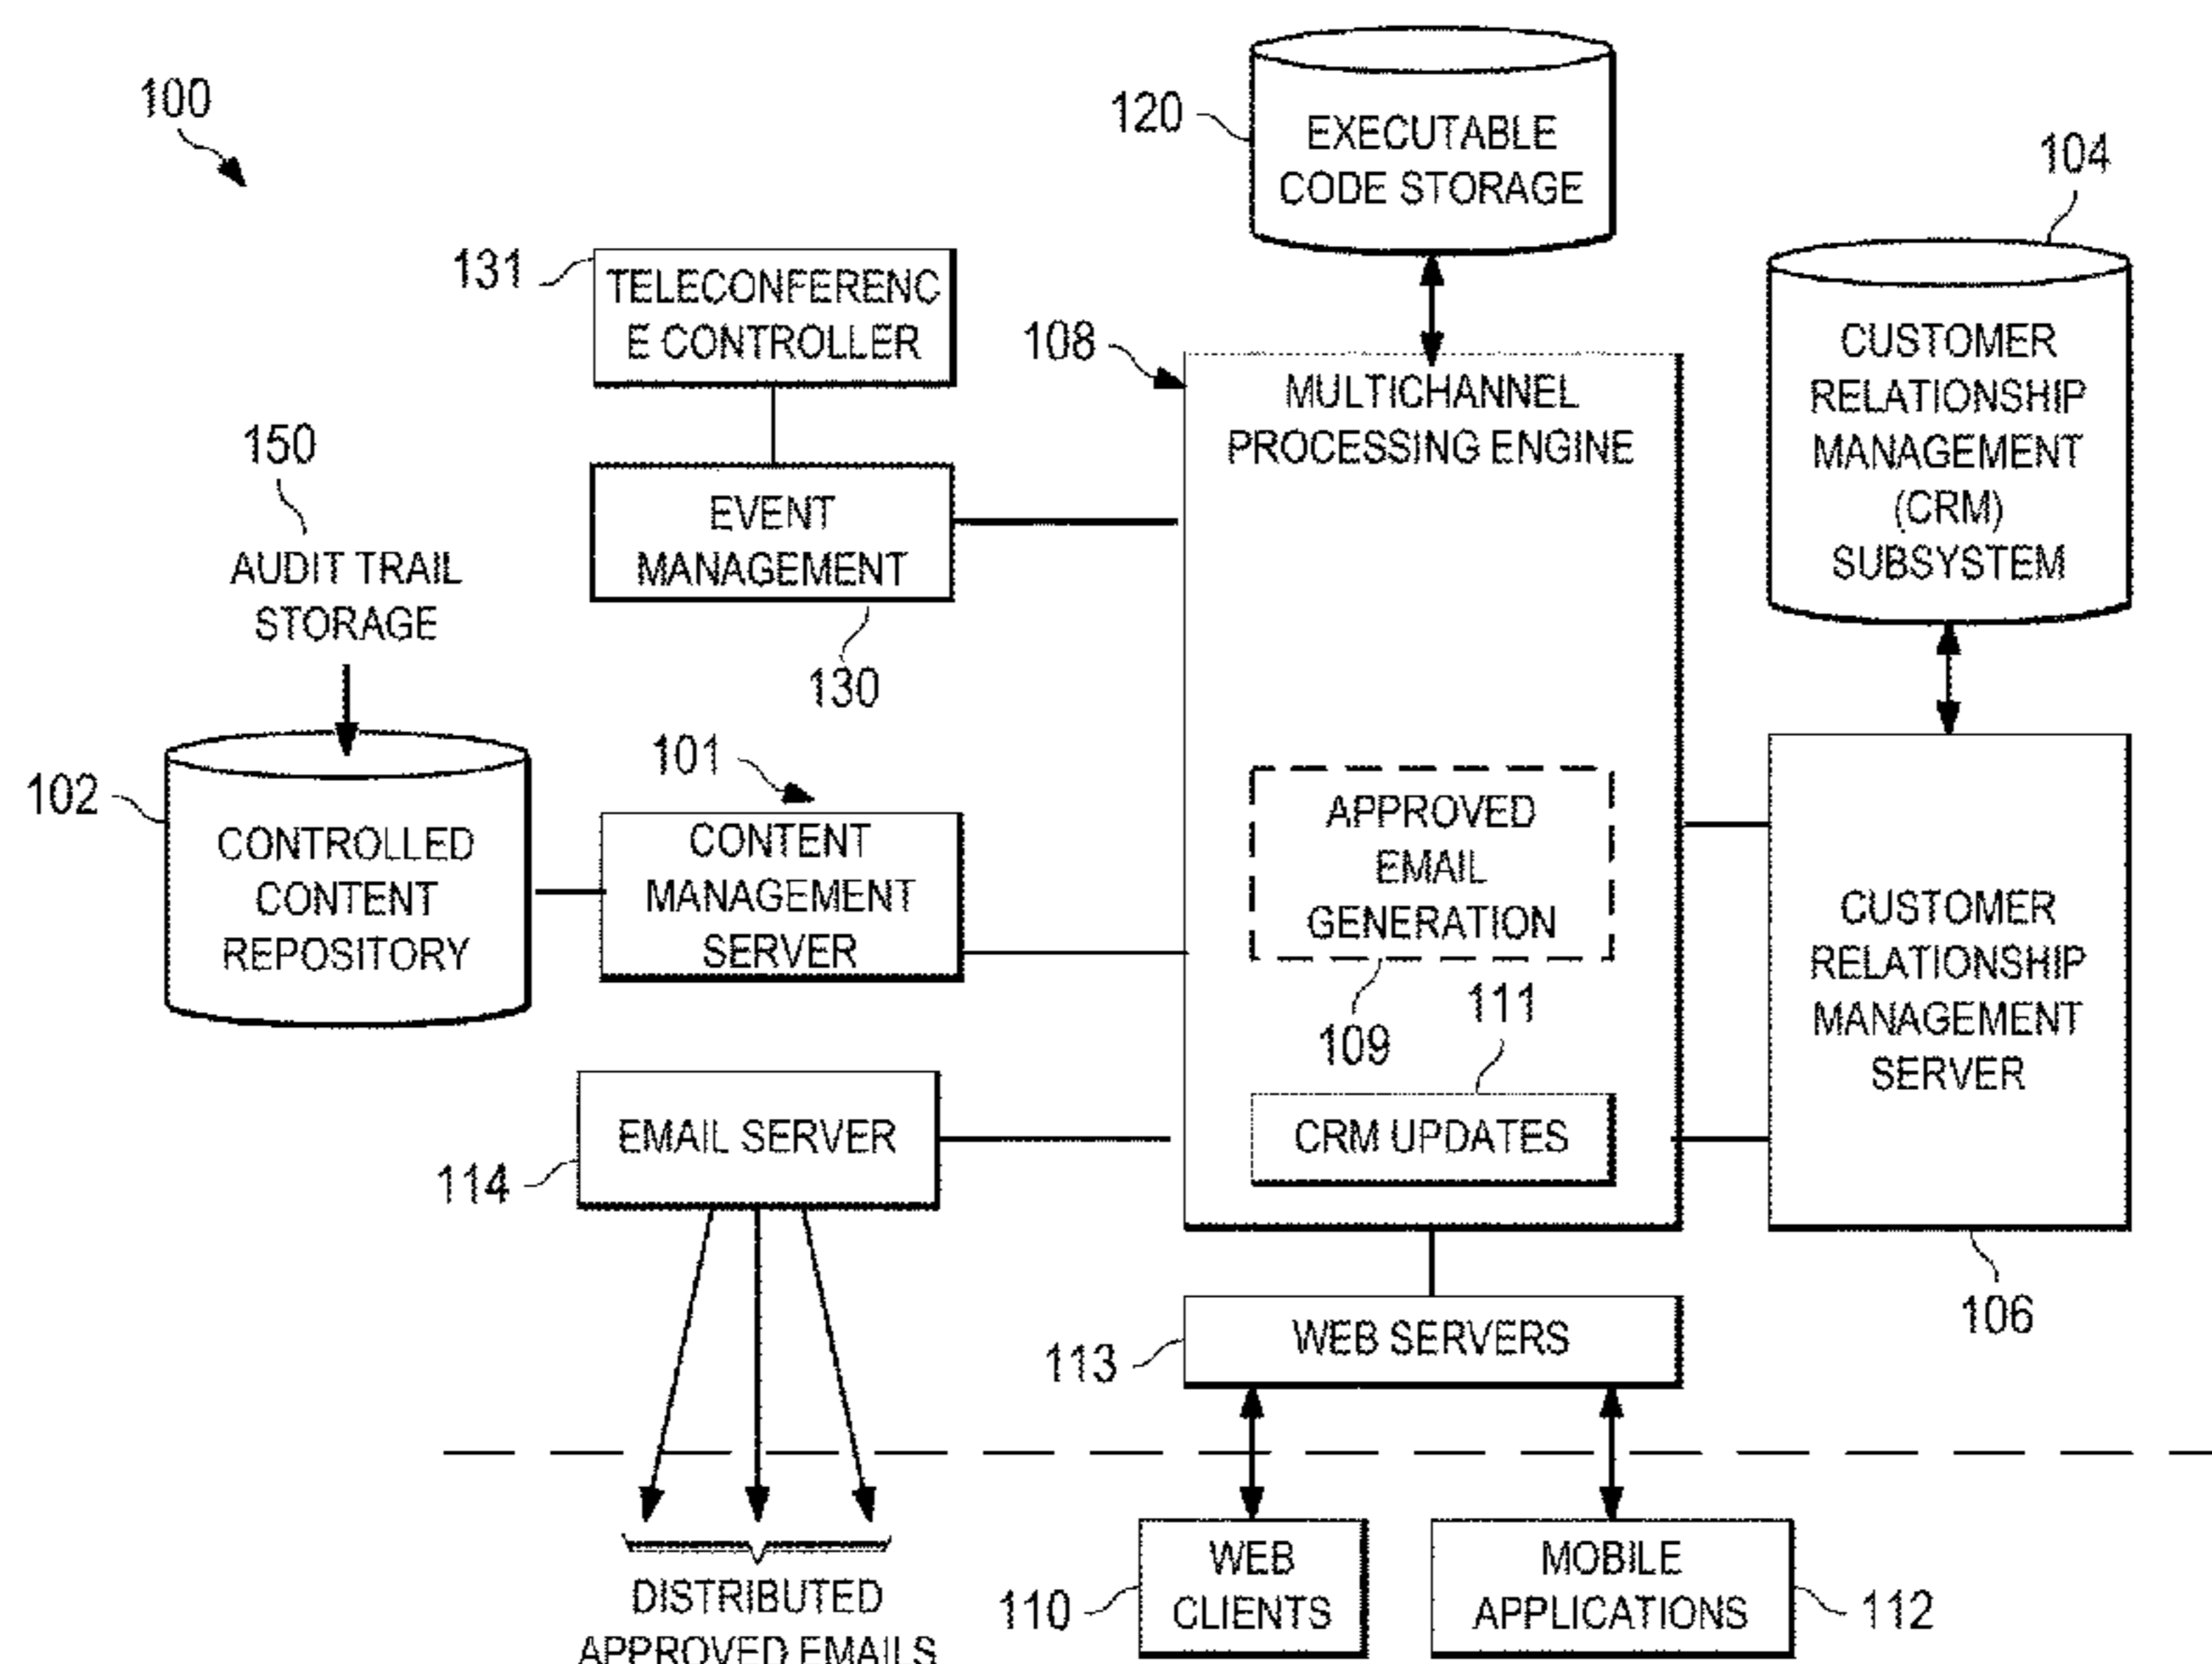 100
120
EXECUTABLE
CODE STORAGE
104
131
TELECONFERENC
E CONTROLLER
108
MULTICHANNEL
PROCESSING ENGINE
CUSTOMER
RELATIONSHIP
MANAGEMENT
(CRM)
SUBSYSTEM
150
AUDIT TRAIL
STORAGE
EVENT
MANAGEMENT
130
102
CONTROLLED
CONTENT
REPOSITORY
101
CONTENT
MANAGEMENT
SERVER
APPROVED
EMAIL
GENERATION
109
111
CRM UPDATES
CUSTOMER
RELATIONSHIP
MANAGEMENT
SERVER
106
EMAIL SERVER
114
WEB SERVERS
113
DISTRIBUTED
APPROVED EMAILS
110
WEB
CLIENTS
MOBILE
APPLICATIONS
112